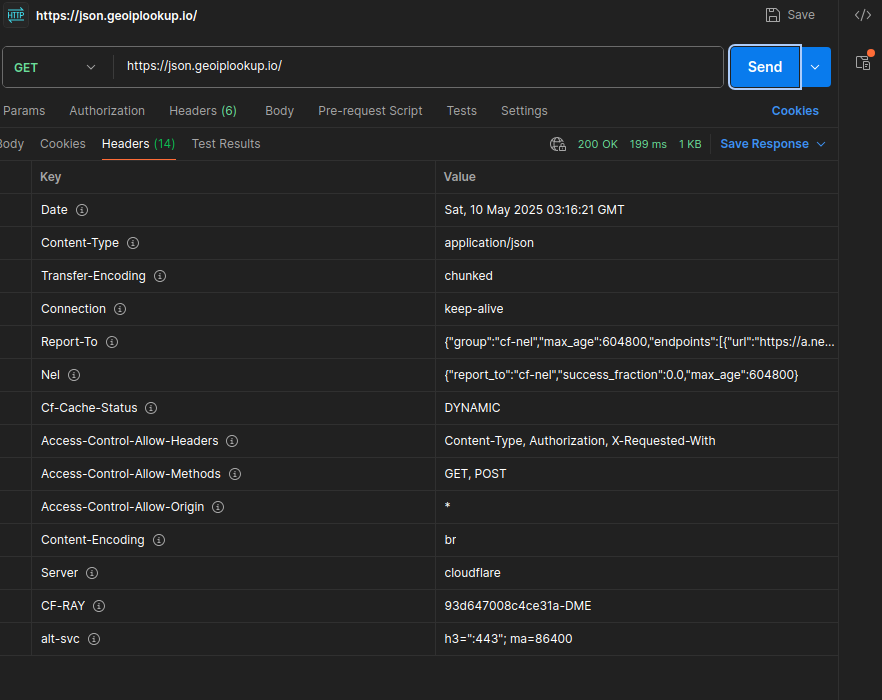 HTTP https://json.geoiplookup.io/ Save </>
GET https://json.geoiplookup.io/ Send
Params Authorization Headers (6) Body Pre-request Script Tests Settings Cookies
Body Cookies Headers (14) Test Results 200 OK 199 ms 1 KB Save Response
Key Value
Date Sat, 10 May 2025 03:16:21 GMT
Content-Type application/json
Transfer-Encoding chunked
Connection keep-alive
Report-To {"group":"cf-nel","max_age":604800,"endpoints":[{"url":"https://a.ne...
Nel {"report_to":"cf-nel","success_fraction":0.0,"max_age":604800}
Cf-Cache-Status DYNAMIC
Access-Control-Allow-Headers Content-Type, Authorization, X-Requested-With
Access-Control-Allow-Methods GET, POST
Access-Control-Allow-Origin *
Content-Encoding br
Server cloudflare
CF-RAY 93d647008c4ce31a-DME
alt-svc h3=":443"; ma=86400